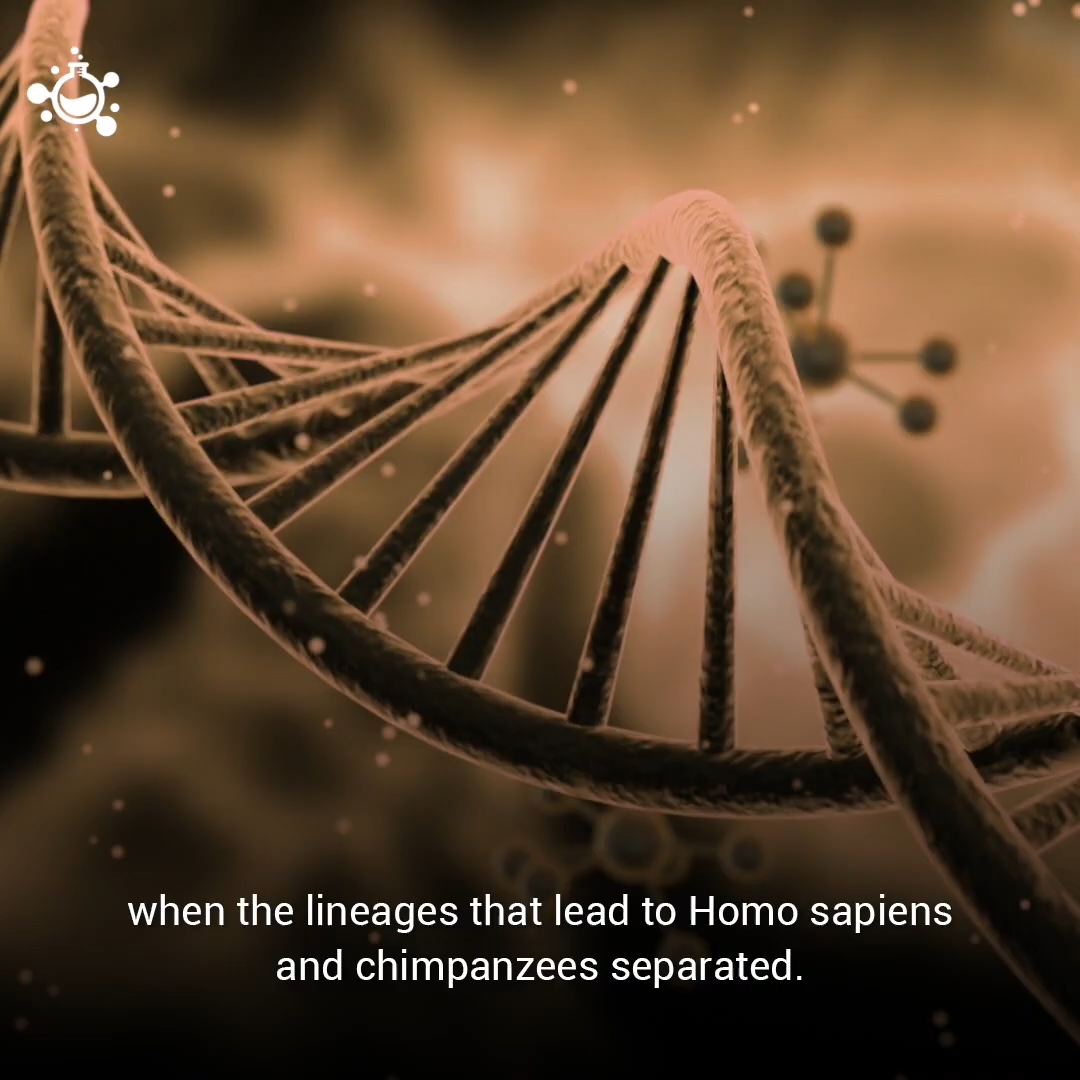 when the lineages that lead to Homo sapiens
and chimpanzees separated.